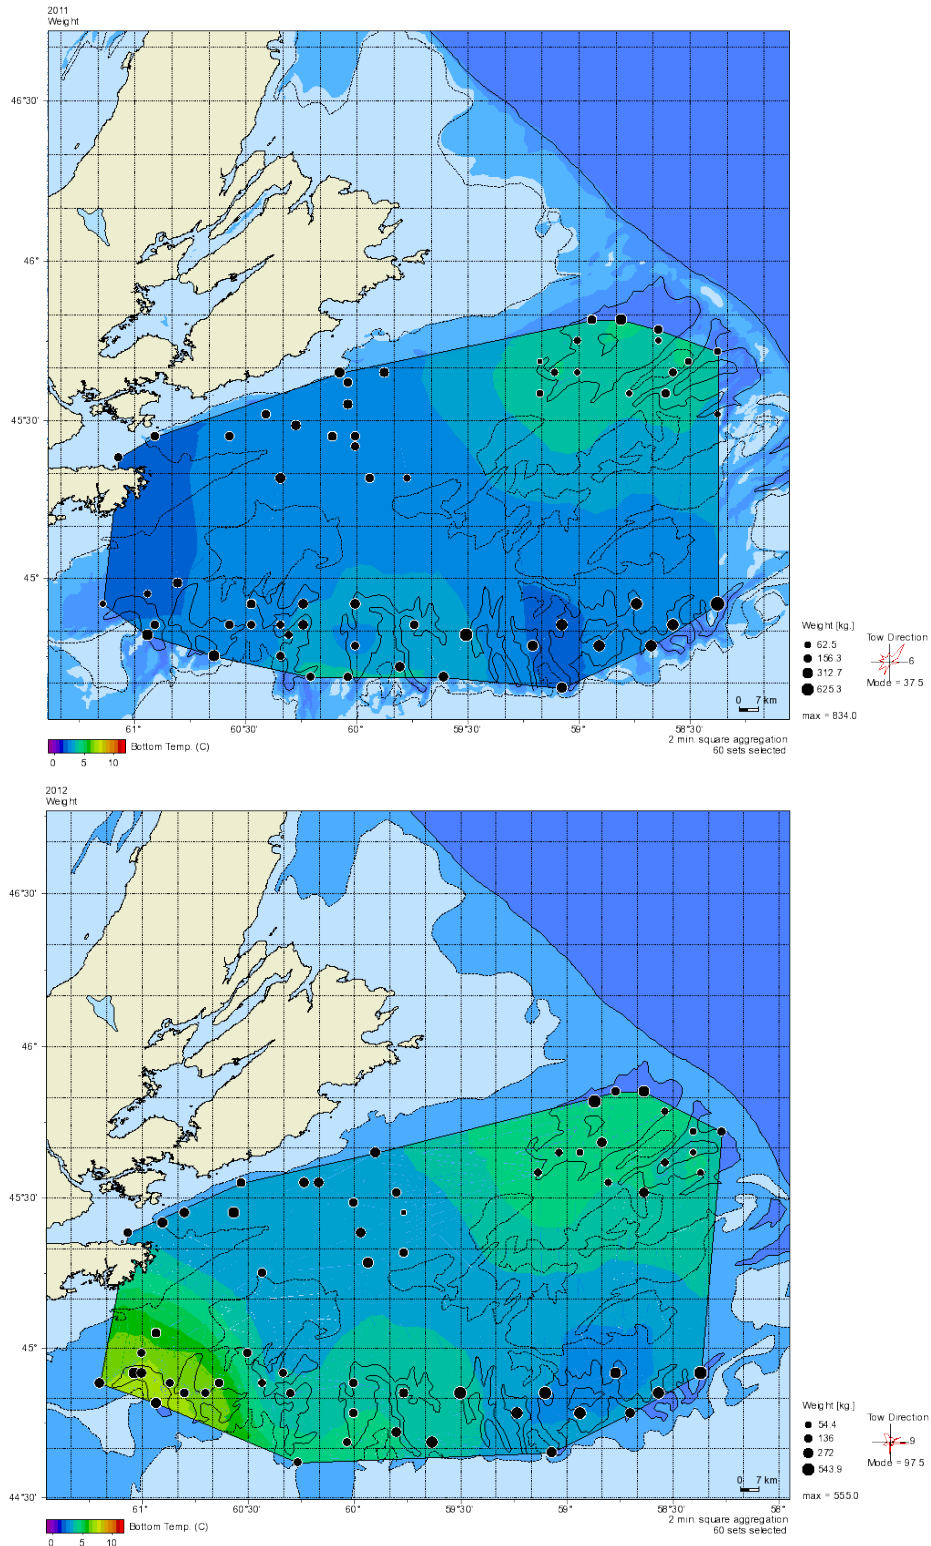 2011
Weight
46°30'
46°
45°30'
45°
61°
60°30'
60°
59°30'
59°
58°30'
Weight [kg.]
62.5
156.3
312.7
625.3
max = 834.0
Tow Direction
6
Mode = 37.5
0 7 km
2 min. square aggregation
60 sets selected
0 5 10
Bottom Temp. (C)
2012
Weight
46°30'
46°
45°30'
45°
44°30'
61°
60°30'
60°
59°30'
59°
58°30'
58°
Weight [kg.]
54.4
136
272
543.9
max = 555.0
Tow Direction
9
Mode = 97.5
0 7 km
2 min. square aggregation
60 sets selected
0 5 10
Bottom Temp. (C)